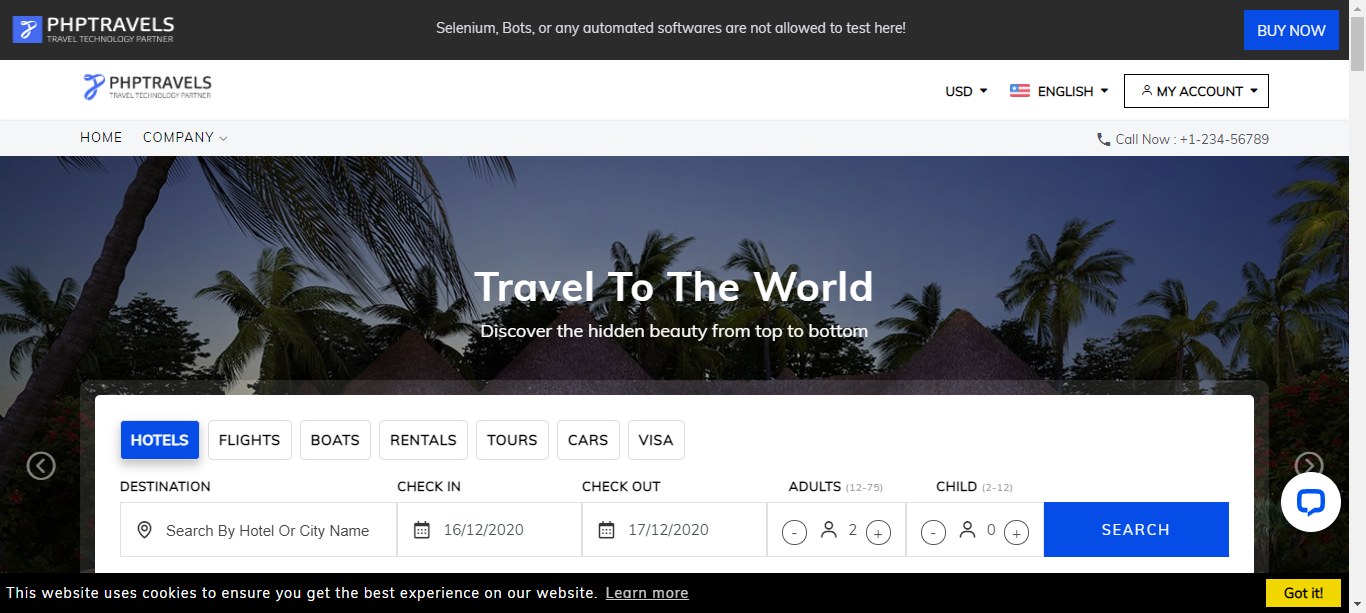 PHPTRAVELS
TRAVEL TECHNOLOGY PARTNER
Selenium, Bots, or any automated softwares are not allowed to test here!
BUY NOW
PHPTRAVELS
TRAVEL TECHNOLOGY PARTNER
USD
ENGLISH
MY ACCOUNT
HOME
COMPANY
Call Now : +1-234-56789
Travel To The World
Discover the hidden beauty from top to bottom
HOTELS
FLIGHTS
BOATS
RENTALS
TOURS
CARS
VISA
DESTINATION
CHECK IN
CHECK OUT
ADULTS (12-75)
CHILD (2-12)
Search By Hotel Or City Name
16/12/2020
17/12/2020
- 2 +
- 0 +
SEARCH
This website uses cookies to ensure you get the best experience on our website. Learn more
Got it!